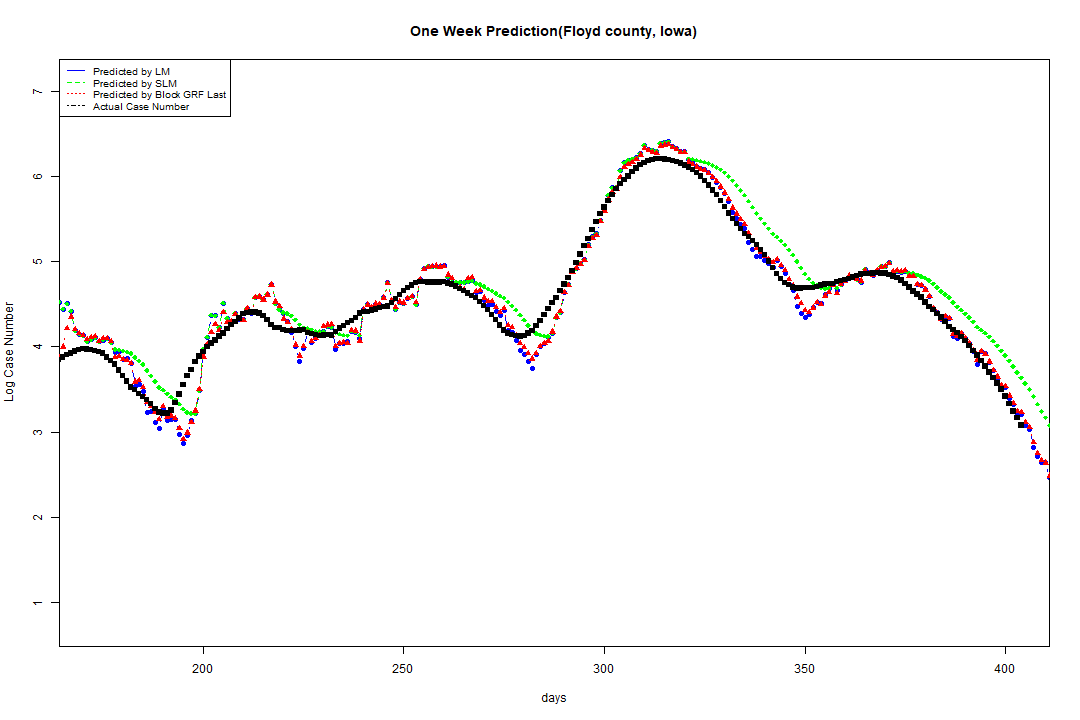 One Week Prediction(Floyd county, Iowa)
Predicted by LM
Predicted by SLM
Predicted by Block GRF Last
Actual Case Number
7
6
5
4
3
2
1
Log Case Number
200 250 300 350 400
days